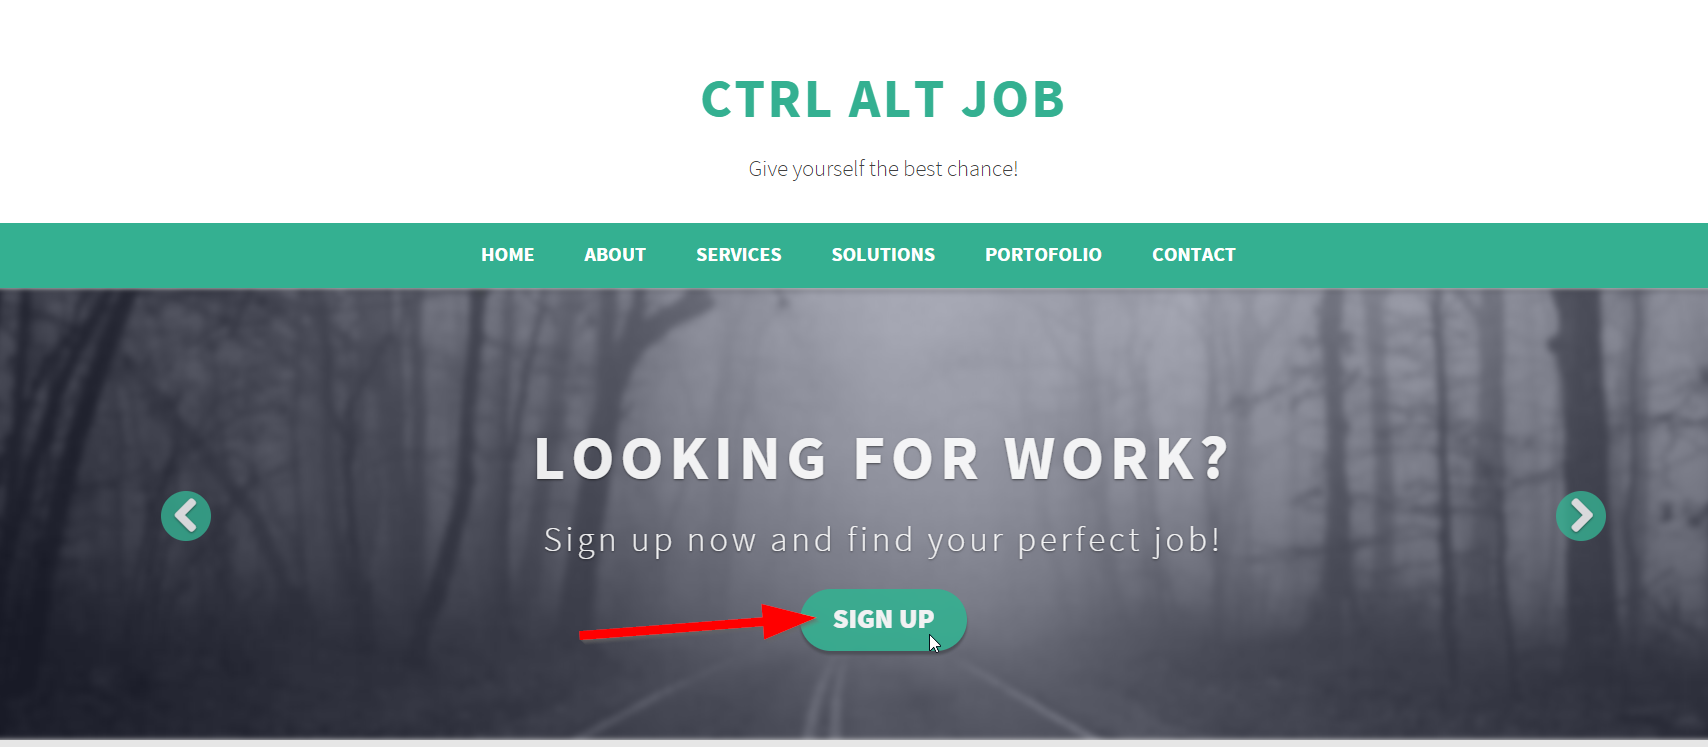 CTRL ALT JOB
Give yourself the best chance!
HOME ABOUT SERVICES SOLUTIONS PORTOFOLIO CONTACT
LOOKING FOR WORK?
Sign up now and find your perfect job!
SIGN UP